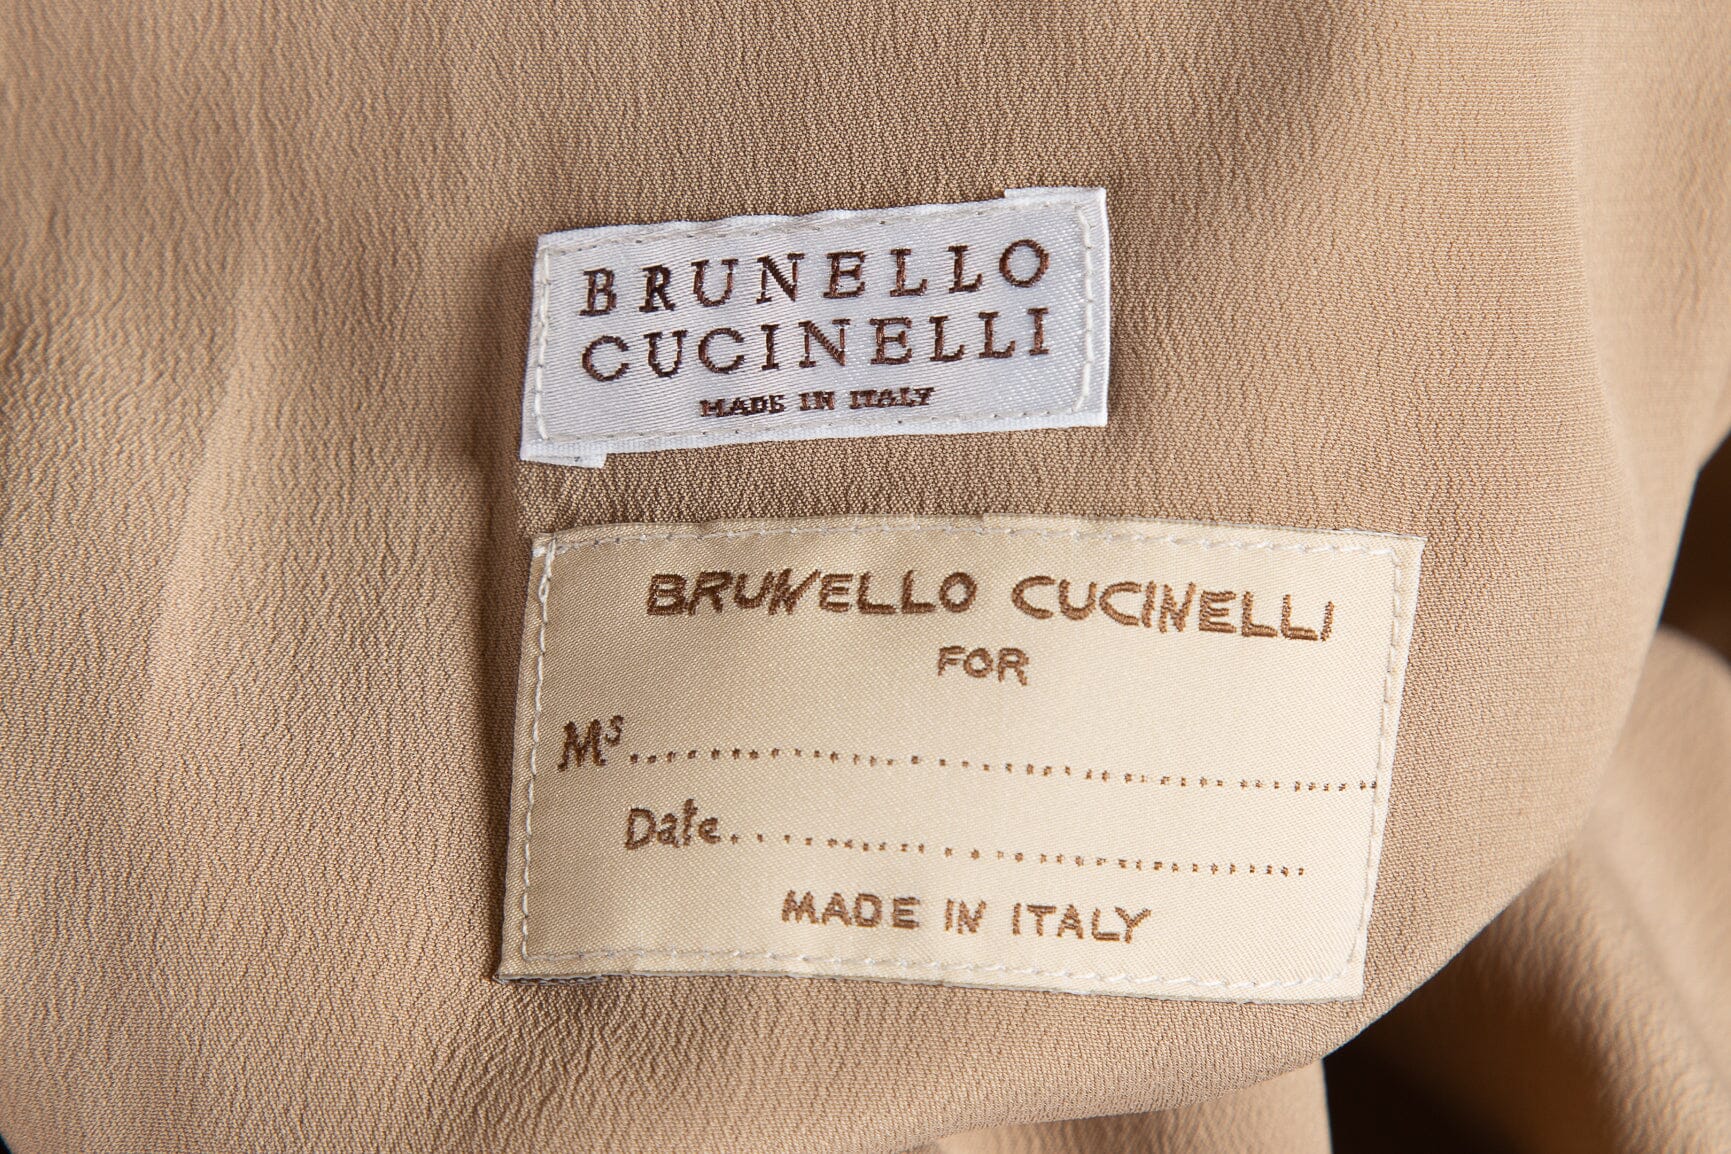 BRUNELLO
CUCINELLI
MADE IN ITALY
BRUNELLO CUCINELLI
FOR
Ms............................................................
Date..................................................
MADE IN ITALY